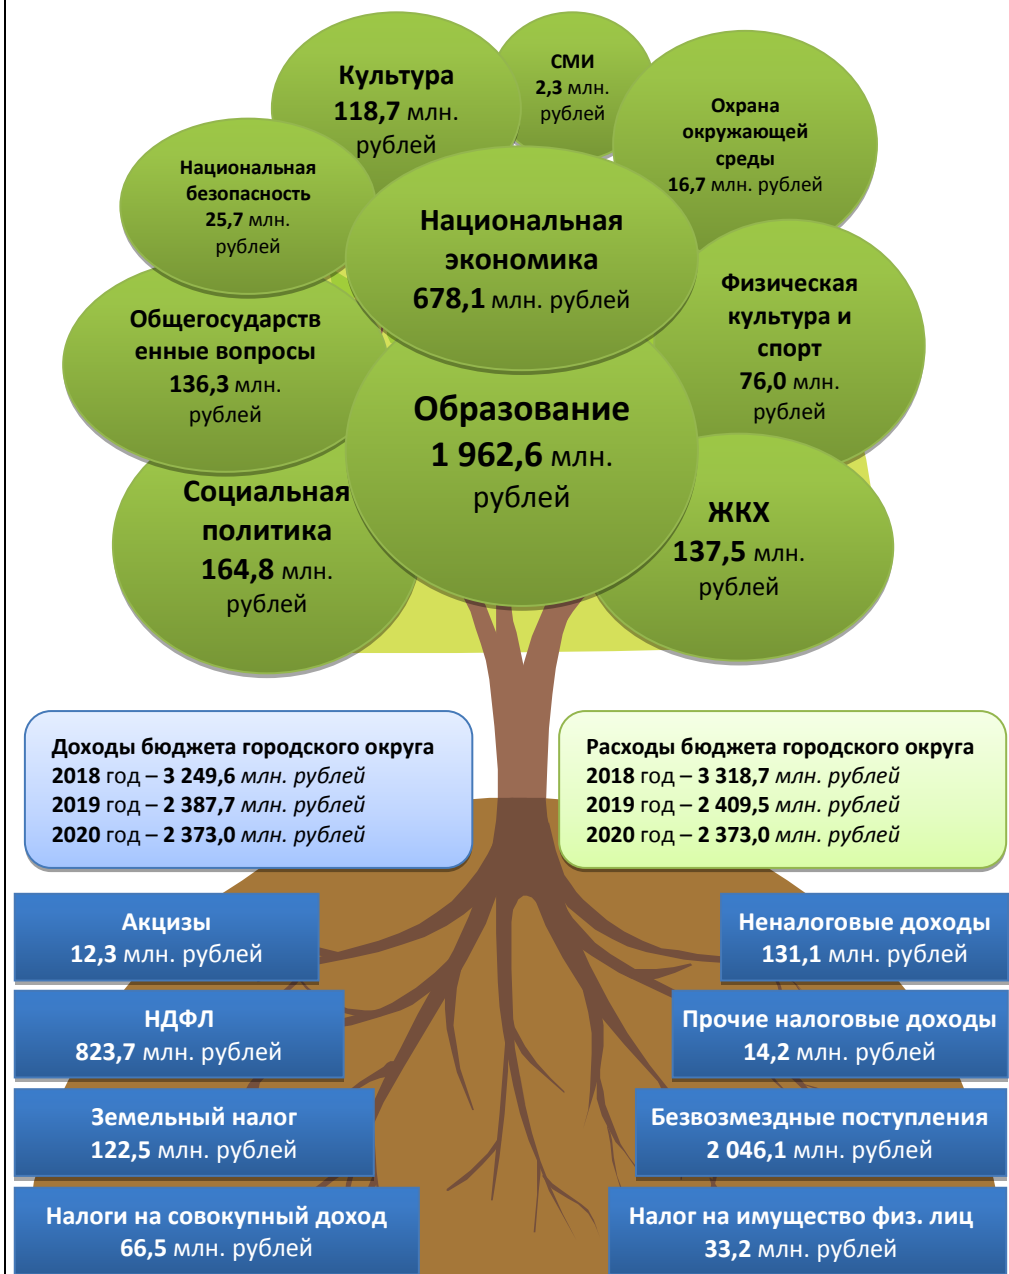 Культура
118,7 млн.
рублей
СМИ
2,3 млн.
рублей
Охрана
окружающей
среды
16,7 млн. рублей
Национальная
безопасность
25,7 млн.
рублей
Национальная
экономика
678,1 млн. рублей
Физическая
культура и
спорт
76,0 млн.
рублей
Общегосударств
енные вопросы
136,3 млн.
рублей
Образование
1 962,6 млн.
рублей
Социальная
политика
164,8 млн.
рублей
ЖКХ
137,5 млн.
рублей
Доходы бюджета городского округа
2018 год – 3 249,6 млн. рублей
2019 год – 2 387,7 млн. рублей
2020 год – 2 373,0 млн. рублей
Расходы бюджета городского округа
2018 год – 3 318,7 млн. рублей
2019 год – 2 409,5 млн. рублей
2020 год – 2 373,0 млн. рублей
Акцизы
12,3 млн. рублей
Неналоговые доходы
131,1 млн. рублей
НДФЛ
823,7 млн. рублей
Прочие налоговые доходы
14,2 млн. рублей
Земельный налог
122,5 млн. рублей
Безвозмездные поступления
2 046,1 млн. рублей
Налоги на совокупный доход
66,5 млн. рублей
Налог на имущество физ. лиц
33,2 млн. рублей